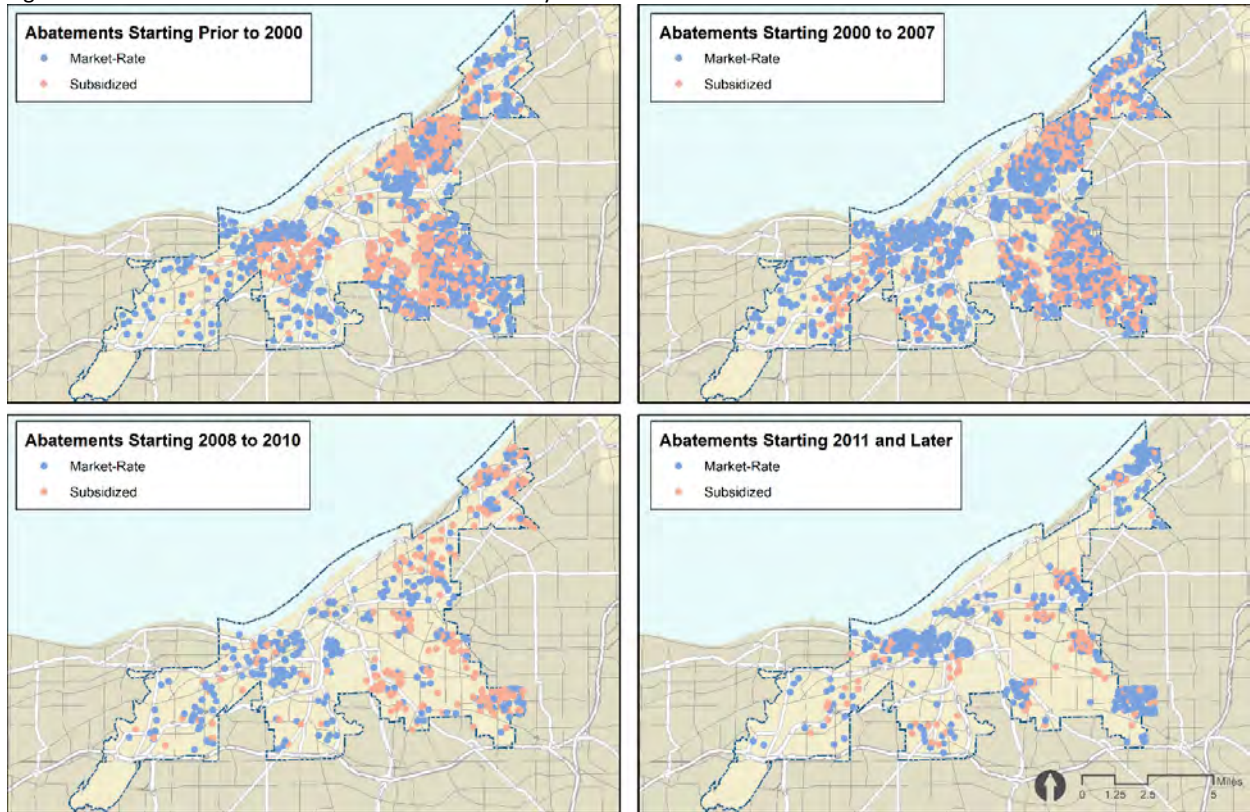 Abatements Starting Prior to 2000
Market-Rate
Subsidized
Abatements Starting 2000 to 2007
Market-Rate
Subsidized
Abatements Starting 2008 to 2010
Market-Rate
Subsidized
Abatements Starting 2011 and Later
Market-Rate
Subsidized
Miles
0 1.25 2.5 5